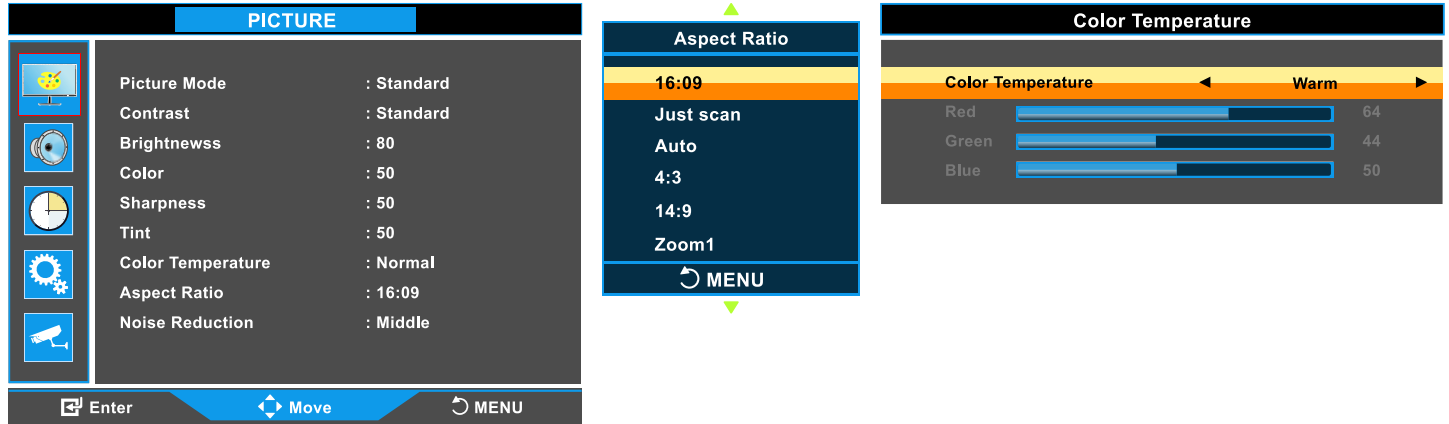 PICTURE
Picture Mode : Standard
Contrast : Standard
Brightnewss : 80
Color : 50
Sharpness : 50
Tint : 50
Color Temperature : Normal
Aspect Ratio : 16:09
Noise Reduction : Middle
Enter Move MENU
Aspect Ratio
16:09
Just scan
Auto
4:3
14:9
Zoom1
MENU
Color Temperature
Color Temperature Warm
Red 64
Green 44
Blue 50